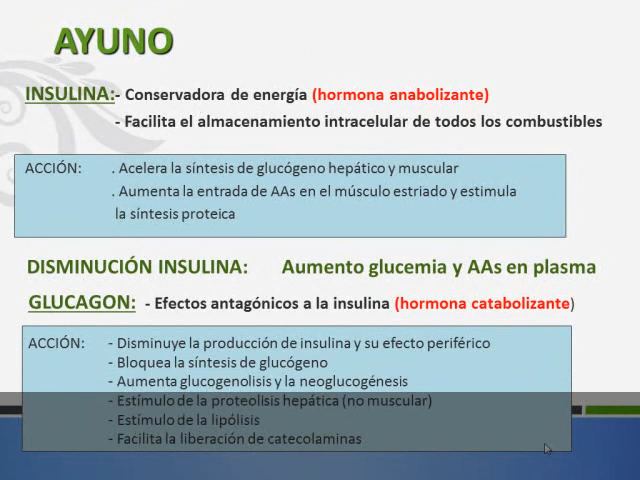 AYUNO
INSULINA:- Conservadora de energía (hormona anabolizante)
- Facilita el almacenamiento intracelular de todos los combustibles
ACCIÓN: . Acelera la síntesis de glucógeno hepático y muscular
. Aumenta la entrada de AAs en el músculo estriado y estimula
la síntesis proteica
DISMINUCIÓN INSULINA: Aumento glucemia y AAs en plasma
GLUCAGON: - Efectos antagónicos a la insulina (hormona catabolizante)
ACCIÓN: - Disminuye la producción de insulina y su efecto periférico
- Bloquea la síntesis de glucógeno
- Aumenta glucogenolisis y la neoglucogénesis
- Estímulo de la proteolisis hepática (no muscular)
- Estímulo de la lipólisis
- Facilita la liberación de catecolaminas